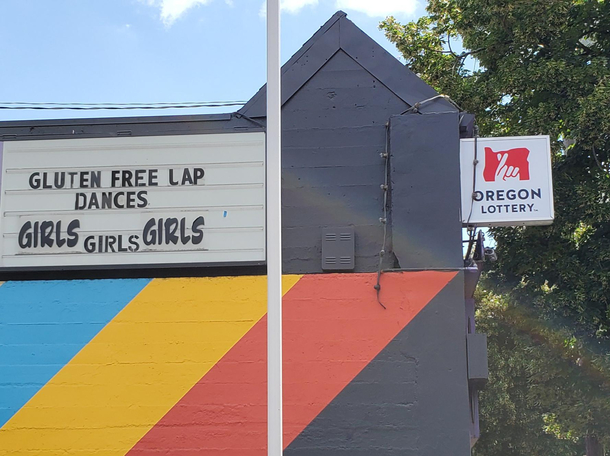 GLUTEN FREE LAP
DANCES
GIRLS GIRLS GIRLS
OREGON
LOTTERY